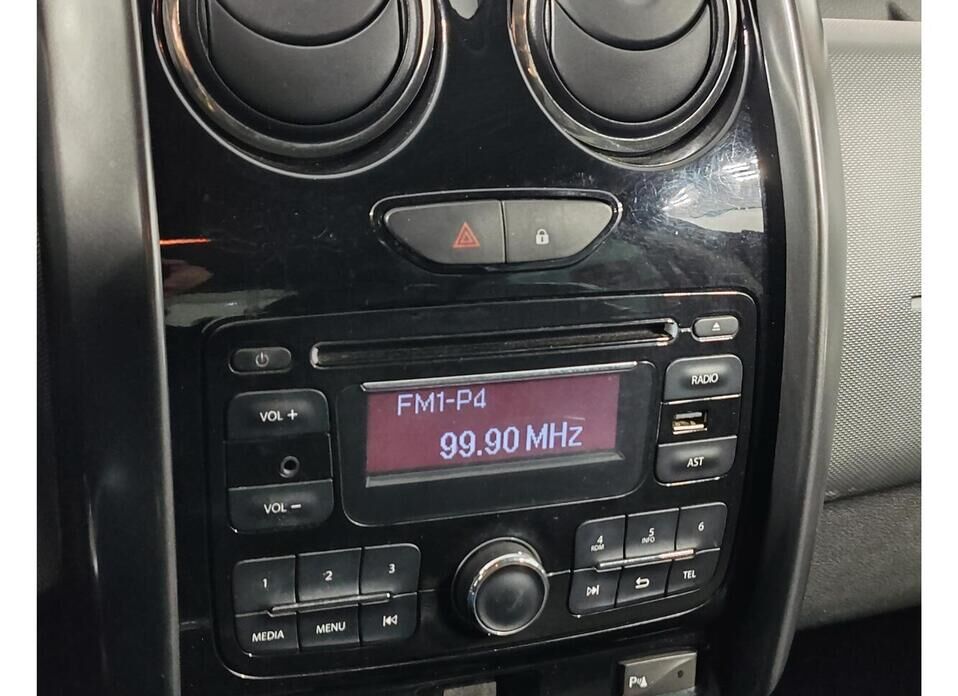 FM1-P4
99.90 MHz
RADIO
VOL +
AST
VOL −
1
2
3
4
RDM
5
INFO
6
MEDIA
MENU
TEL
P